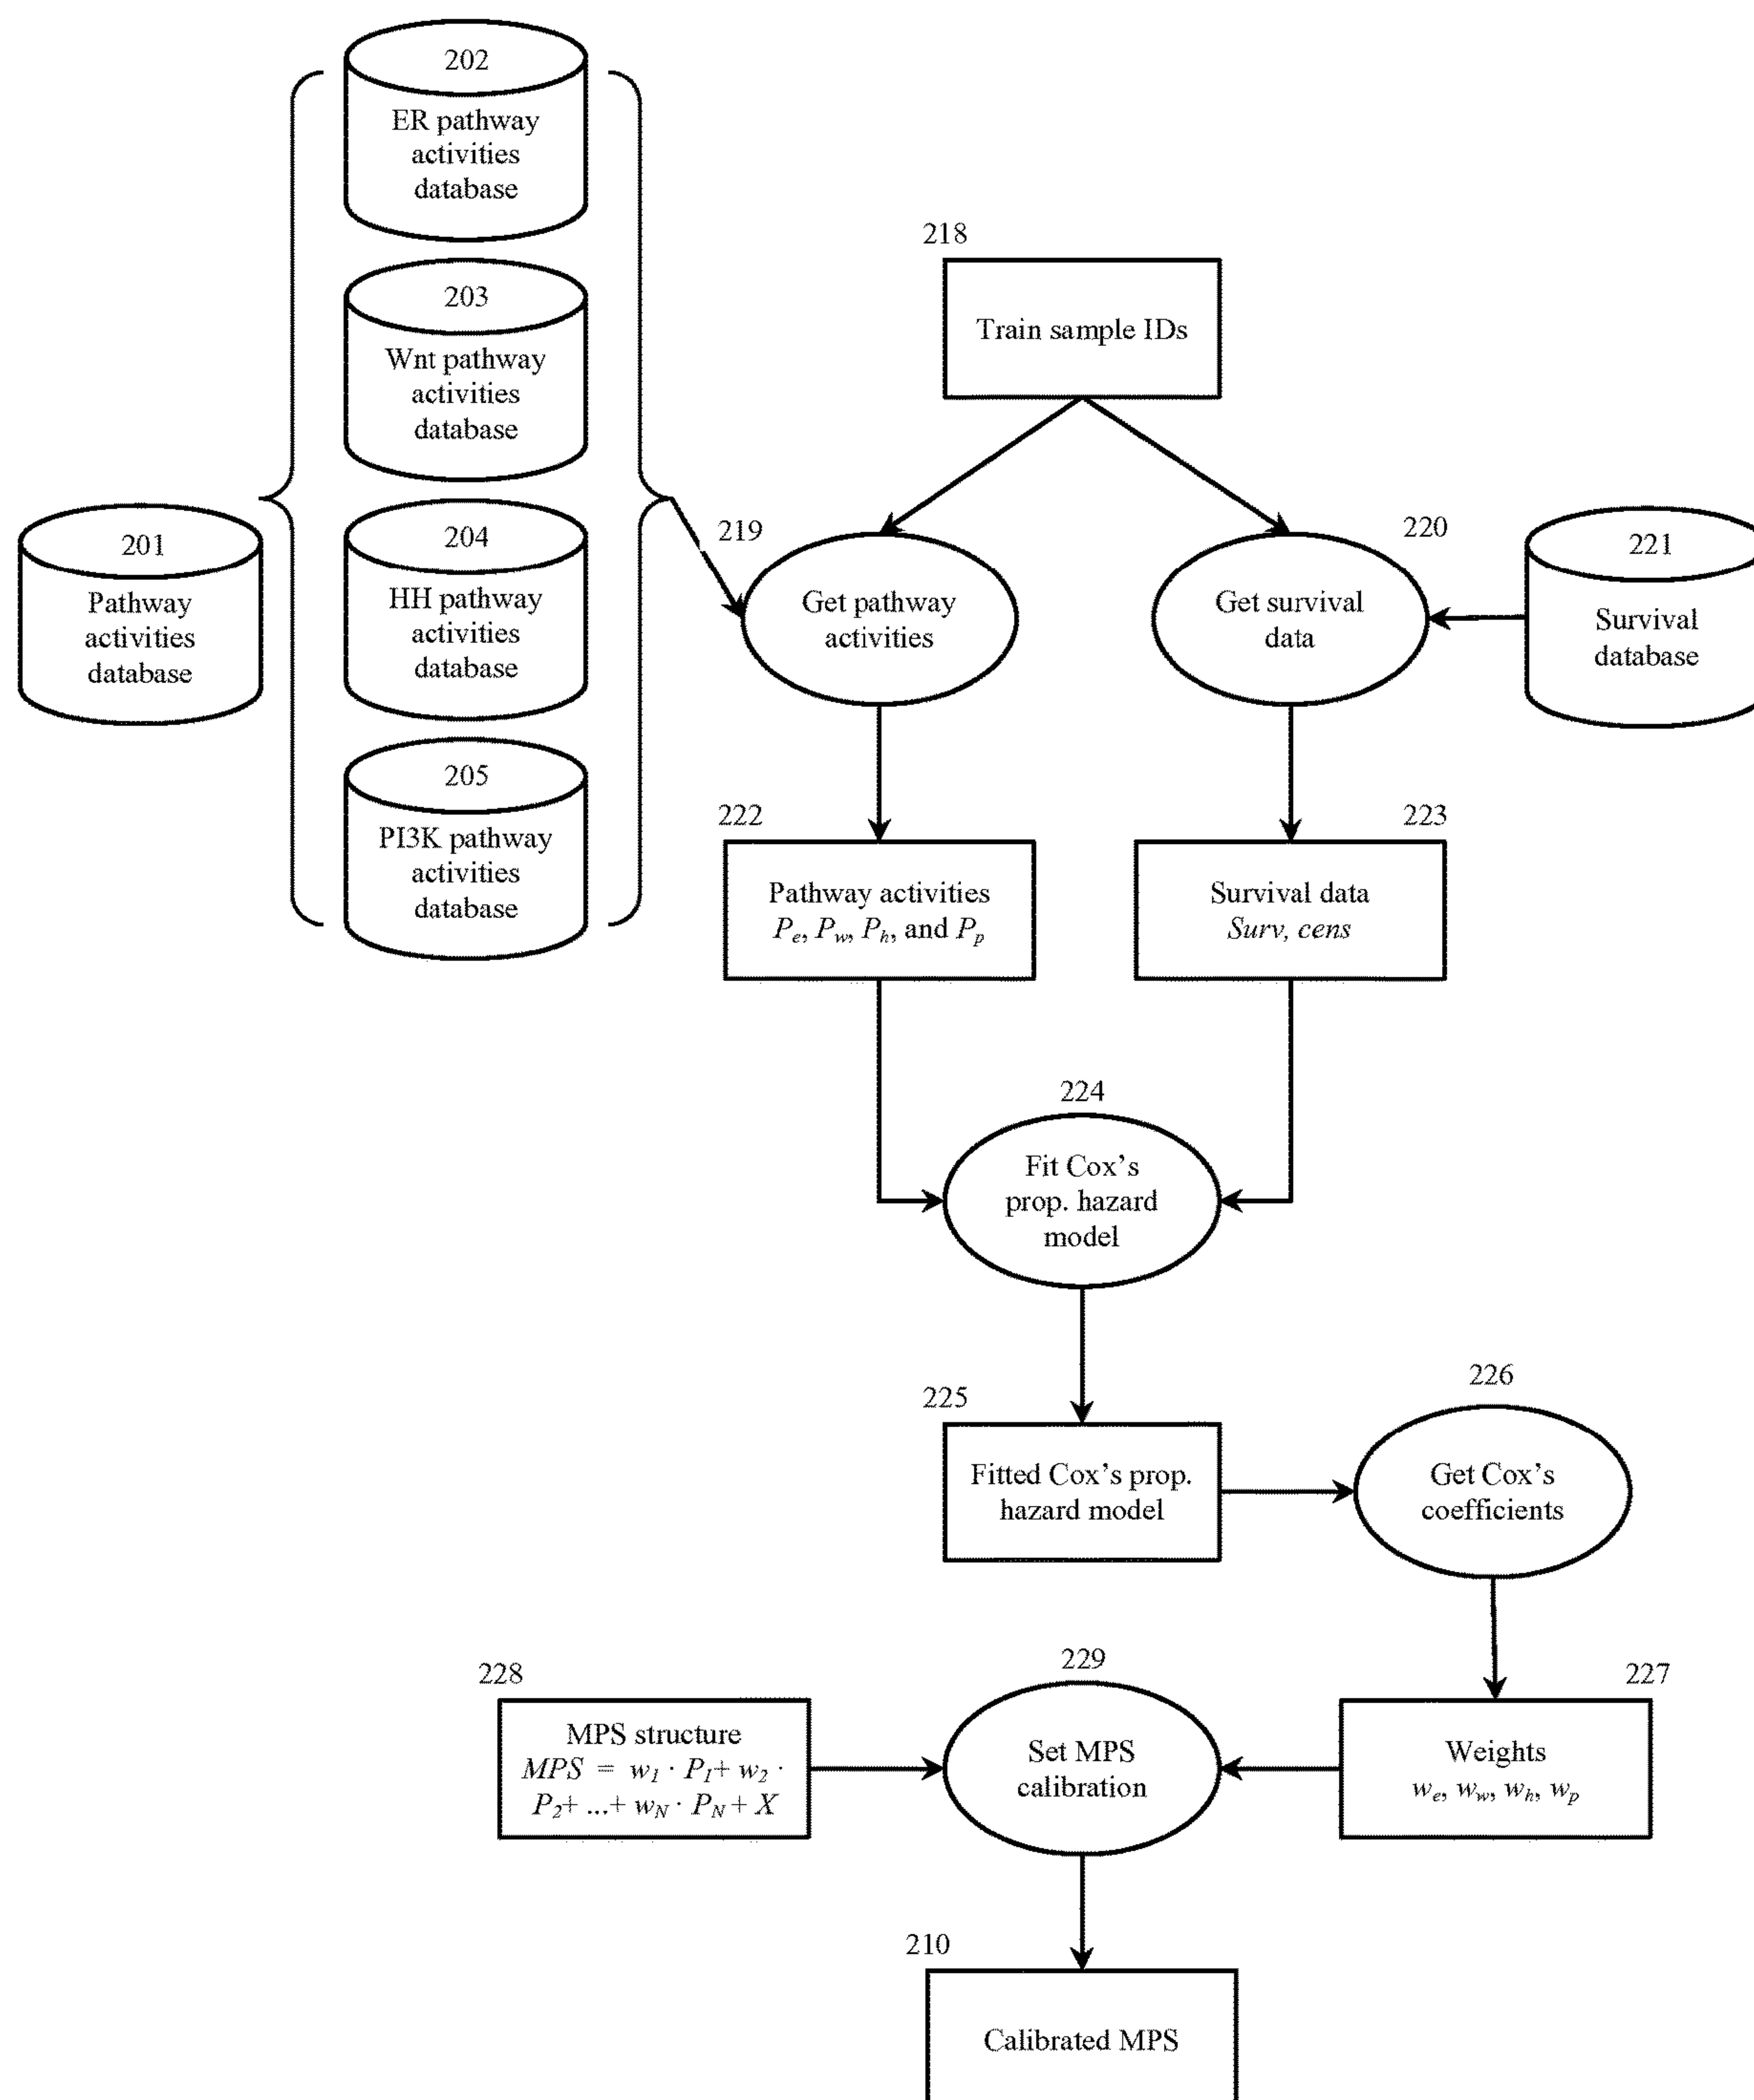 202
ER pathway
activities
database
203
Wnt pathway
activities
database
201
Pathway
activities
database
204
HH pathway
activities
database
205
PI3K pathway
activities
database
218
Train sample IDs
219
Get pathway
activities
220
Get survival
data
221
Survival
database
222
Pathway activities
Pe, Pw, Ph, and Pp
223
Survival data
Surv, cens
224
Fit Cox's
prop. hazard
model
225
Fitted Cox's prop.
hazard model
226
Get Cox's
coefficients
228
MPS structure
MPS = w1 · P1+ w2 ·
P2+ ...+ wN · PN + X
229
Set MPS
calibration
227
Weights
we, ww, wh, wp
210
Calibrated MPS